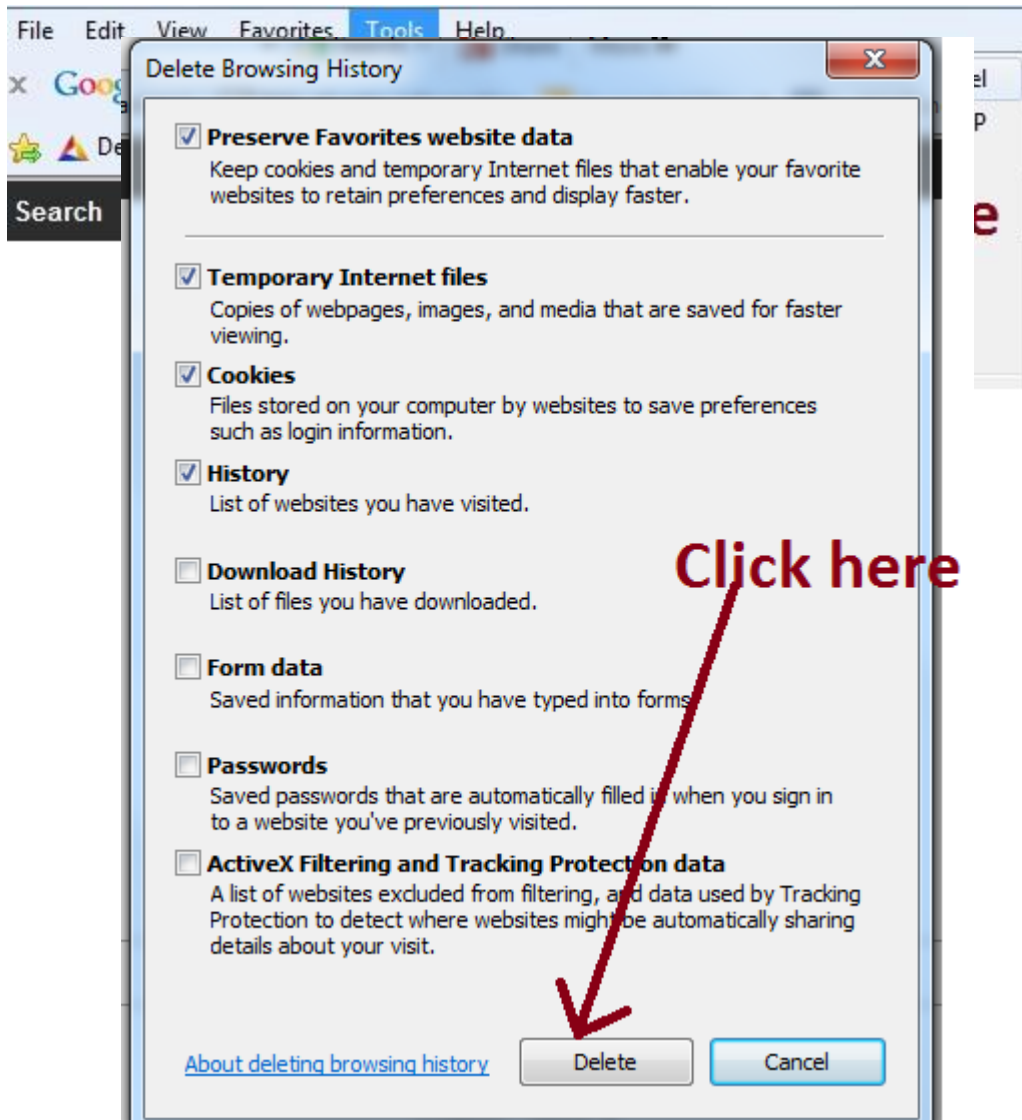 File Edit View Favorites Tools Help
Delete Browsing History
x
x Goog
el
P
De
Preserve Favorites website data
Keep cookies and temporary Internet files that enable your favorite
websites to retain preferences and display faster.
Search
e
Temporary Internet files
Copies of webpages, images, and media that are saved for faster
viewing.
Cookies
Files stored on your computer by websites to save preferences
such as login information.
History
List of websites you have visited.
Click here
Download History
List of files you have downloaded.
Form data
Saved information that you have typed into forms
Passwords
Saved passwords that are automatically filled in when you sign in
to a website you've previously visited.
ActiveX Filtering and Tracking Protection data
A list of websites excluded from filtering, and data used by Tracking
Protection to detect where websites might be automatically sharing
details about your visit.
About deleting browsing history Delete Cancel